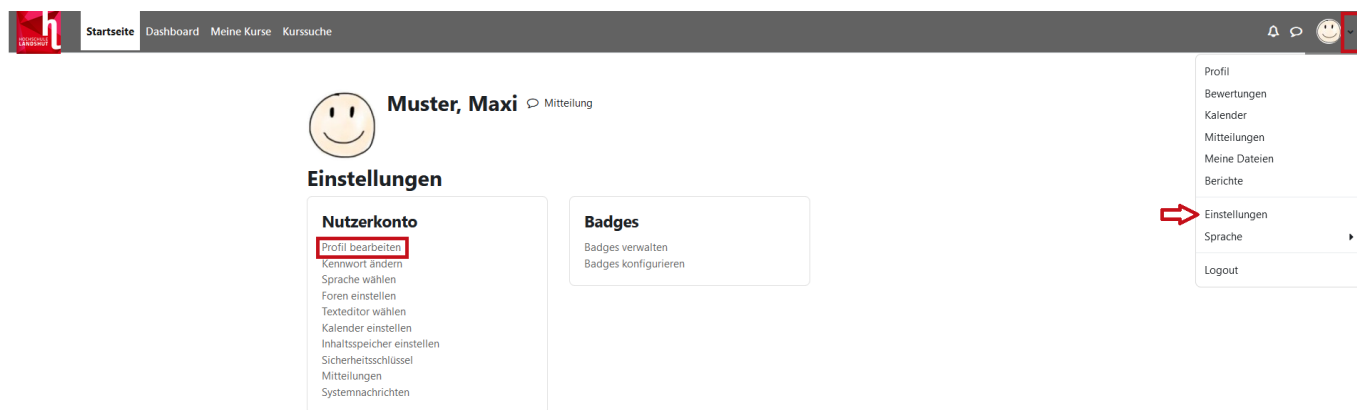 HOCHSCHULE
LANDSHUT
Startseite Dashboard Meine Kurse Kurssuche
Muster, Maxi Mitteilung
Einstellungen
Nutzerkonto
Profil bearbeiten
Kennwort ändern
Sprache wählen
Foren einstellen
Texteditor wählen
Kalender einstellen
Inhaltsspeicher einstellen
Sicherheitsschlüssel
Mitteilungen
Systemnachrichten
Badges
Badges verwalten
Badges konfigurieren
Profil
Bewertungen
Kalender
Mitteilungen
Meine Dateien
Berichte
Einstellungen
Sprache
Logout